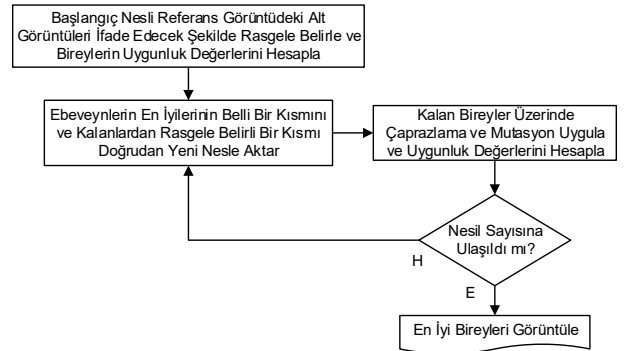 Başlangıç Nesli Referans Görüntüdeki Alt
Görüntüleri İfade Edecek Şekilde Rasgele Belirle ve
Bireylerin Uygunluk Değerlerini Hesapla
Ebeveynlerin En İyilerinin Belli Bir Kısmını
ve Kalanlardan Rasgele Belirli Bir Kısmı
Doğrudan Yeni Nesle Aktar
Kalan Bireyler Üzerinde
Çaprazlama ve Mutasyon Uygula
ve Uygunluk Değerlerini Hesapla
Nesil Sayısına
Ulaşıldı mı?
H
E
En İyi Bireyleri Görüntüle